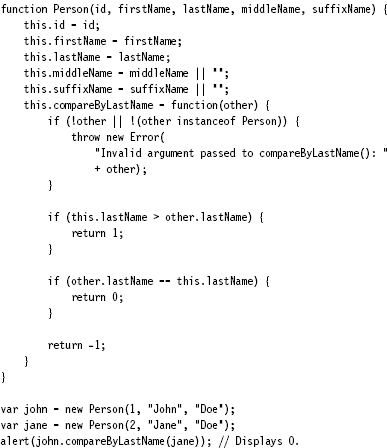 function Person(id, firstName, lastName, middleName, suffixName) {
    this.id = id;
    this.firstName = firstName;
    this.lastName = lastName;
    this.middleName = middleName || "";
    this.suffixName = suffixName || "";
    this.compareByLastName = function(other) {
        if (!other || !(other instanceof Person)) {
            throw new Error(
                "Invalid argument passed to compareByLastName(): "
                + other);
        }

        if (this.lastName > other.lastName) {
            return 1;
        }

        if (other.lastName == this.lastName) {
            return 0;
        }

        return -1;
    }
}

var john = new Person(1, "John", "Doe");
var jane = new Person(2, "Jane", "Doe");
alert(john.compareByLastName(jane)); // Displays 0.